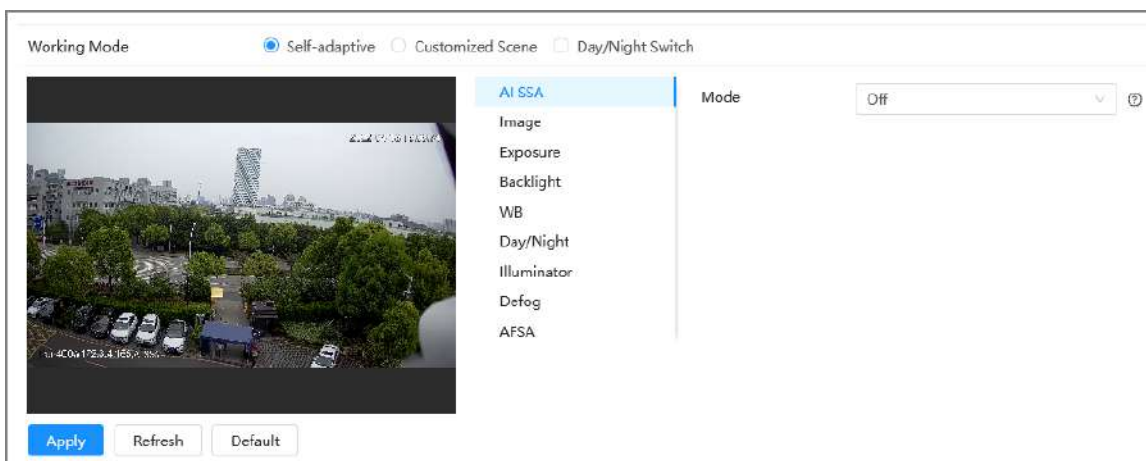 Working Mode Self-adaptive Customized Scene Day/Night Switch
AI SSA
Mode Off
Image
Exposure
Backlight
WB
Day/Night
Illuminator
Defog
AFSA
Apply Refresh Default